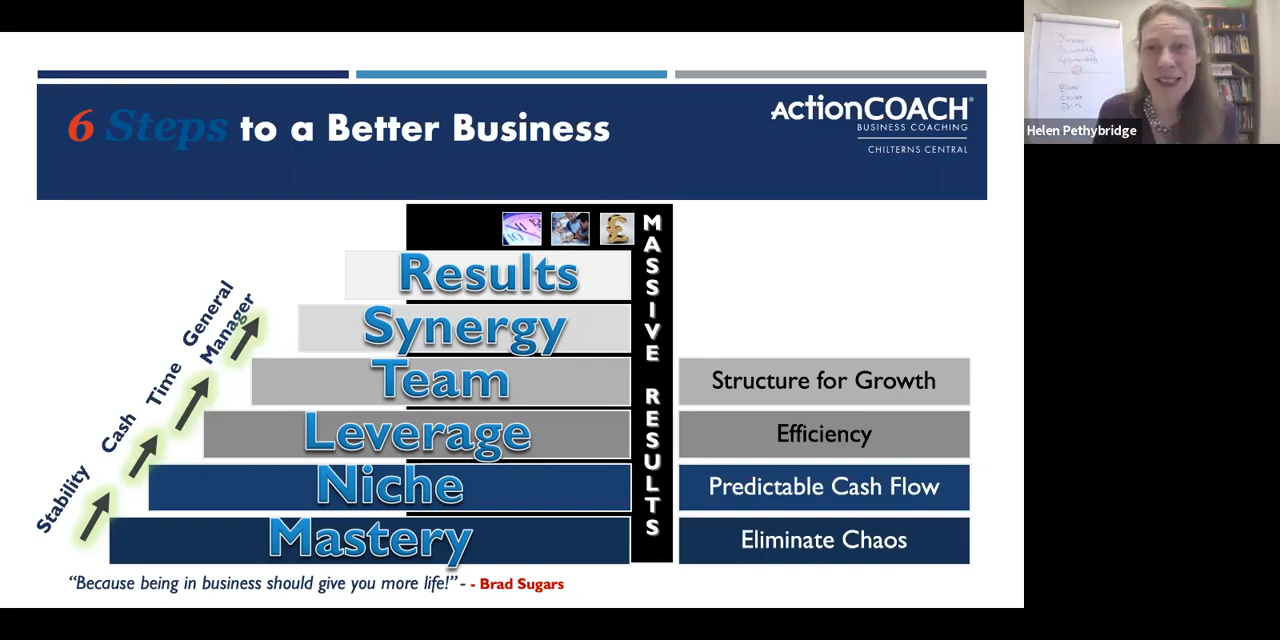 6 Steps to a Better Business
ActionCOACH®
BUSINESS COACHING
CHILTERNS CENTRAL
Helen Pethybridge
MASSIVE RESULTS
Results
Synergy
Team
Structure for Growth
Leverage
Efficiency
Niche
Predictable Cash Flow
Mastery
Eliminate Chaos
General
Manager
Time
Cash
Stability
"Because being in business should give you more life!" - - Brad Sugars